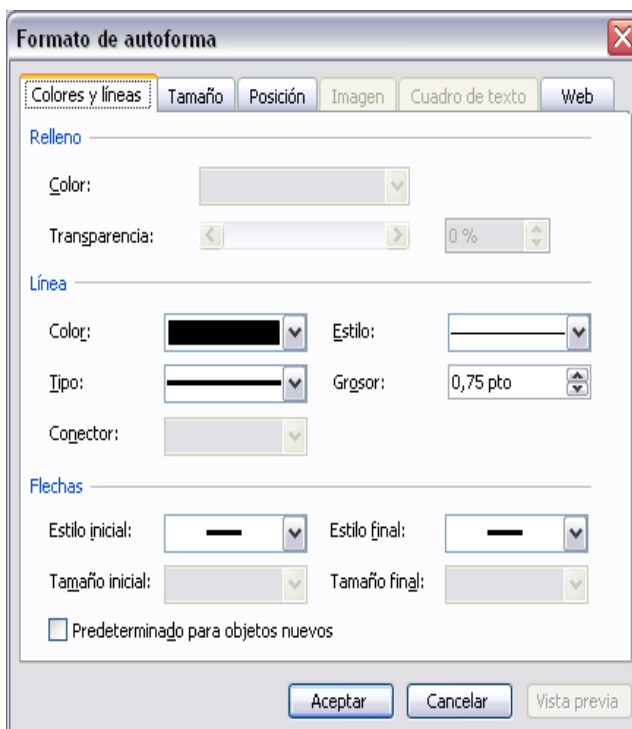 Formato de autoforma
Colores y líneas Tamaño Posición Imagen Cuadro de texto Web
Relleno
Color:
Transparencia: 0 %
Línea
Color: Estilo:
Tipo: Grosor: 0,75 pto
Conector:
Flechas
Estilo inicial: Estilo final:
Tamaño inicial: Tamaño final:
Predeterminado para objetos nuevos
Aceptar Cancelar Vista previa